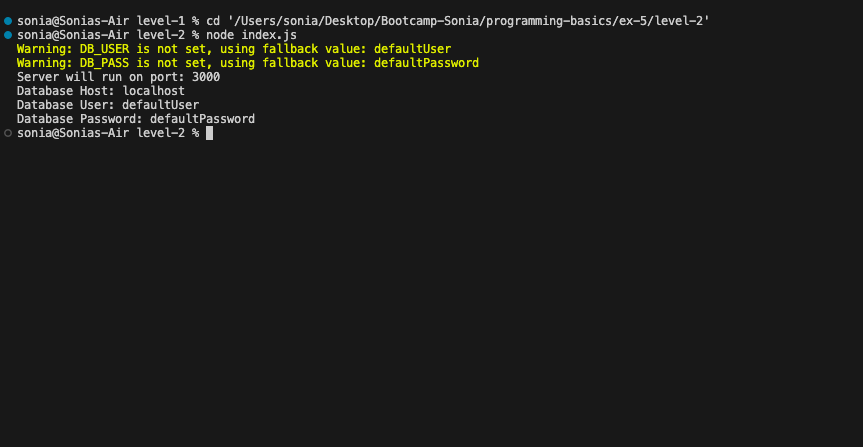 sonia@Sonias-Air level-1 % cd '/Users/sonia/Desktop/Bootcamp-Sonia/programming-basics/ex-5/level-2'
sonia@Sonias-Air level-2 % node index.js
Warning: DB_USER is not set, using fallback value: defaultUser
Warning: DB_PASS is not set, using fallback value: defaultPassword
Server will run on port: 3000
Database Host: localhost
Database User: defaultUser
Database Password: defaultPassword
sonia@Sonias-Air level-2 %